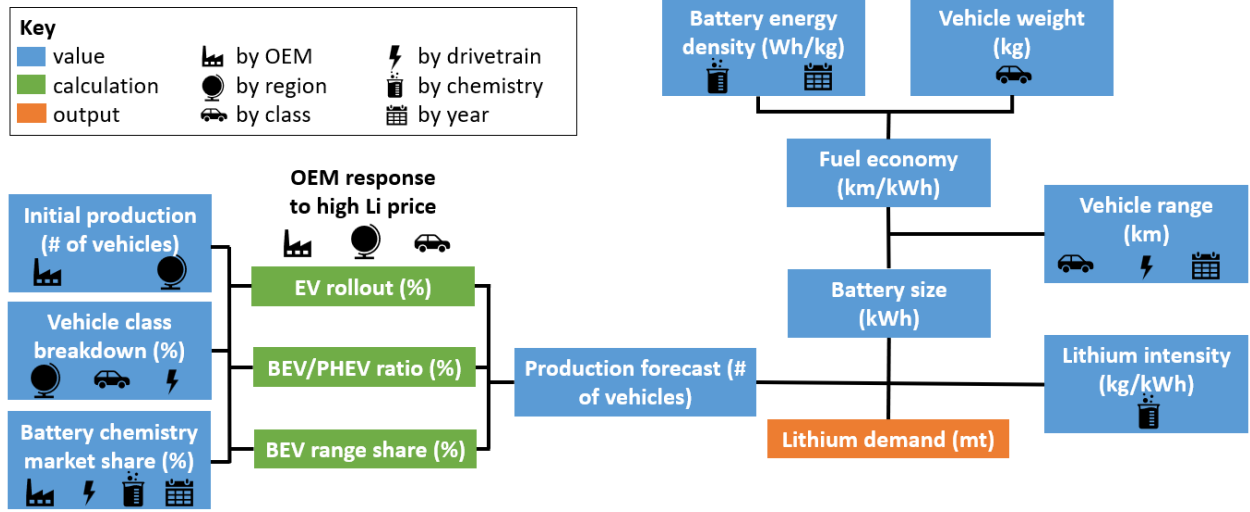 Key
value
by OEM
by drivetrain
calculation
by region
by chemistry
output
by class
by year
Battery energy
density (Wh/kg)
Vehicle weight
(kg)
Fuel economy
(km/kWh)
Vehicle range
(km)
Battery size
(kWh)
Lithium intensity
(kg/kWh)
OEM response
to high Li price
Initial production
(# of vehicles)
EV rollout (%)
Vehicle class
breakdown (%)
BEV/PHEV ratio (%)
Production forecast (#
of vehicles)
Battery chemistry
market share (%)
BEV range share (%)
Lithium demand (mt)